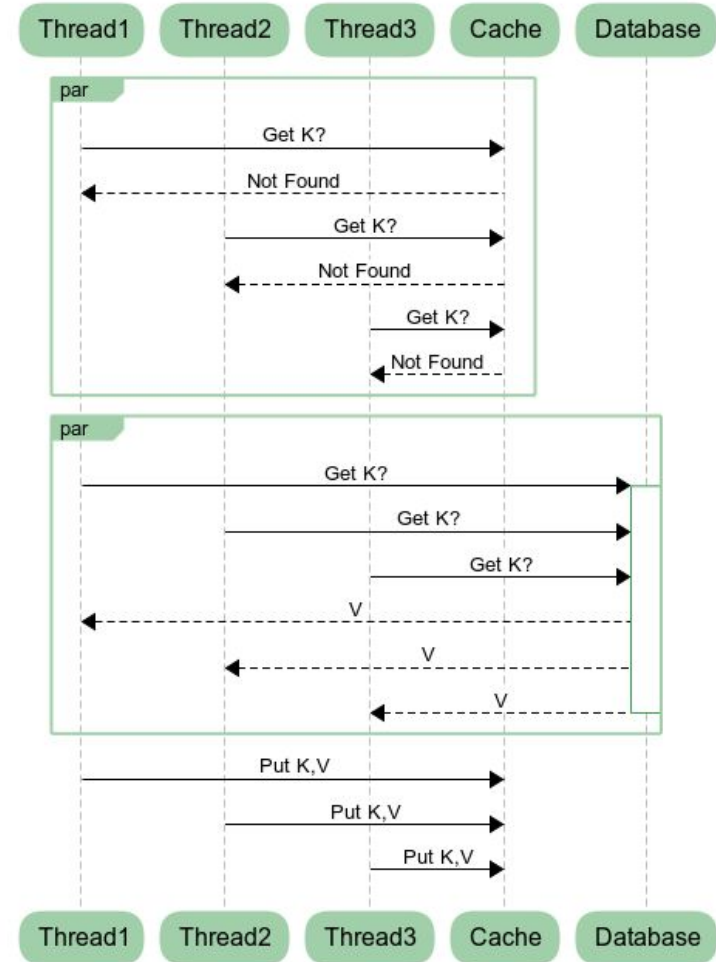 Thread1 Thread2 Thread3 Cache Database
par
Get K?
Not Found
Get K?
Not Found
Get K?
Not Found
par
Get K?
Get K?
Get K?
V
V
V
Put K,V
Put K,V
Put K,V
Thread1 Thread2 Thread3 Cache Database